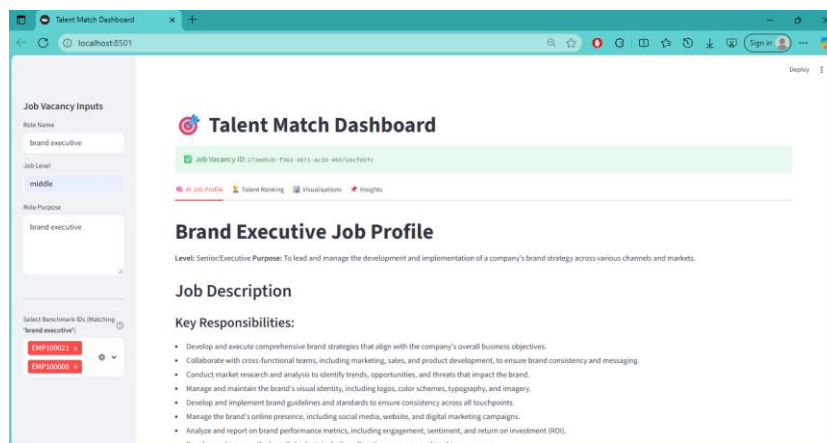 Talent Match Dashboard
localhost:8501
Sign in
Deploy
Job Vacancy Inputs
Role Name
brand executive
Job Level
middle
Role Purpose
brand executive
Select Benchmark IDs (Matching
'brand executive')
EMP100021 ×
EMP100000 ×
Talent Match Dashboard
Job Vacancy ID:
AI Job Profile
Talent Ranking
Visualizations
Insights
Brand Executive Job Profile
Level: Senior/Executive Purpose: To lead and manage the development and implementation of a company's brand strategy across various channels and markets.
Job Description
Key Responsibilities:
• Develop and execute comprehensive brand strategies that align with the company's overall business objectives.
• Collaborate with cross-functional teams, including marketing, sales, and product development, to ensure brand consistency and messaging.
• Conduct market research and analysis to identify trends, opportunities, and threats that impact the brand.
• Manage and maintain the brand's visual identity, including logos, color schemes, typography, and imagery.
• Develop and implement brand guidelines and standards to ensure consistency across all touchpoints.
• Manage the brand's online presence, including social media, website, and digital marketing campaigns.
• Analyze and report on brand performance metrics, including engagement, sentiment, and return on investment (ROI).